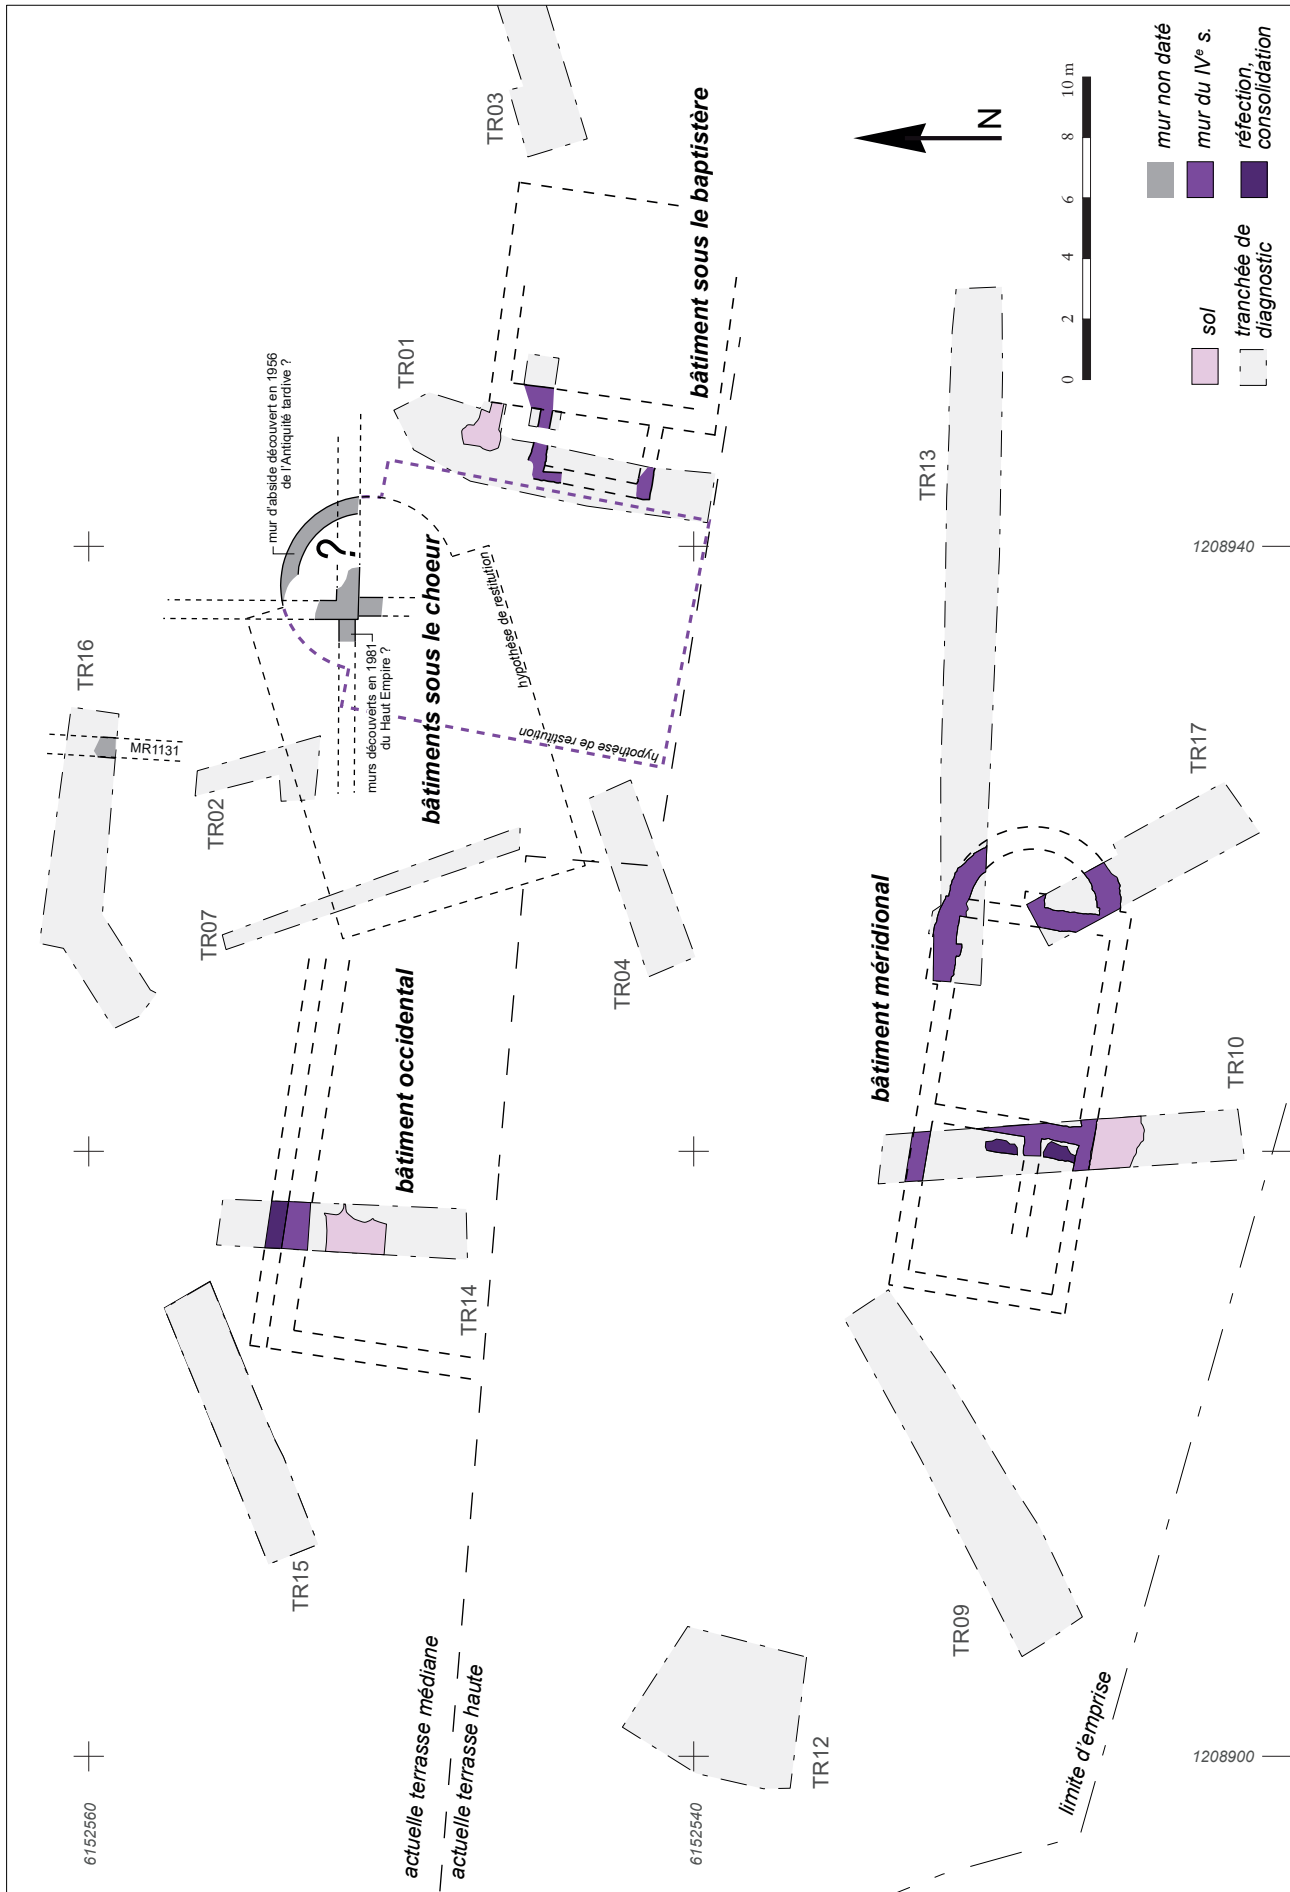 TR16
MR1131
TR02
TR07
TR15
TR14
bâtiment occidental
actuelle terrasse médiane
actuelle terrasse haute
6152560
mur d'abside découvert en 1956
de l'Antiquité tardive ?
?
murs découverts en 1981
du Haut Empire ?
bâtiments sous le choeur
hypothèse de restitution
hypothèse de restitution
TR01
TR03
bâtiment sous le baptistère
TR04
TR12
6152540
TR13
TR17
bâtiment méridional
TR10
TR09
limite d'emprise
1208940
1208900
N
0 2 4 6 8 10 m
sol
tranchée de
diagnostic
mur non daté
mur du IVe s.
réfection,
consolidation